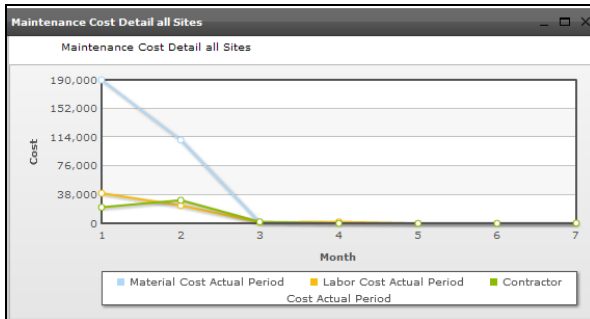 Maintenance Cost Detail all Sites
Maintenance Cost Detail all Sites
190,000
152,000
114,000
76,000
38,000
0
Cost
1 2 3 4 5 6 7
Month
Material Cost Actual Period Labor Cost Actual Period Contractor
Cost Actual Period